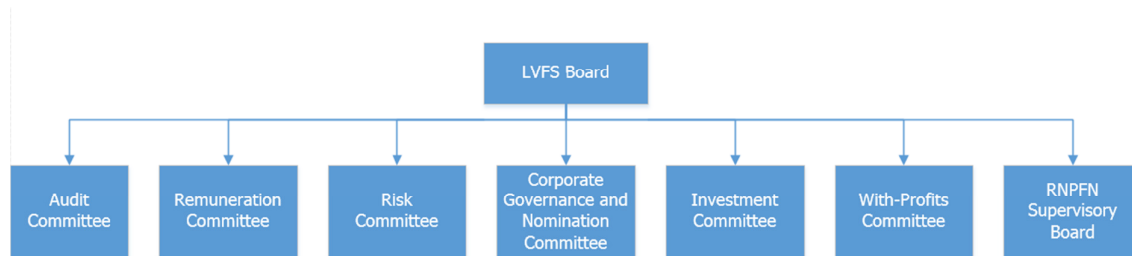 LVFS Board
Audit
Committee
Remuneration
Committee
Risk
Committee
Corporate
Governance and
Nomination
Committee
Investment
Committee
With-Profits
Committee
RNPFN
Supervisory
Board